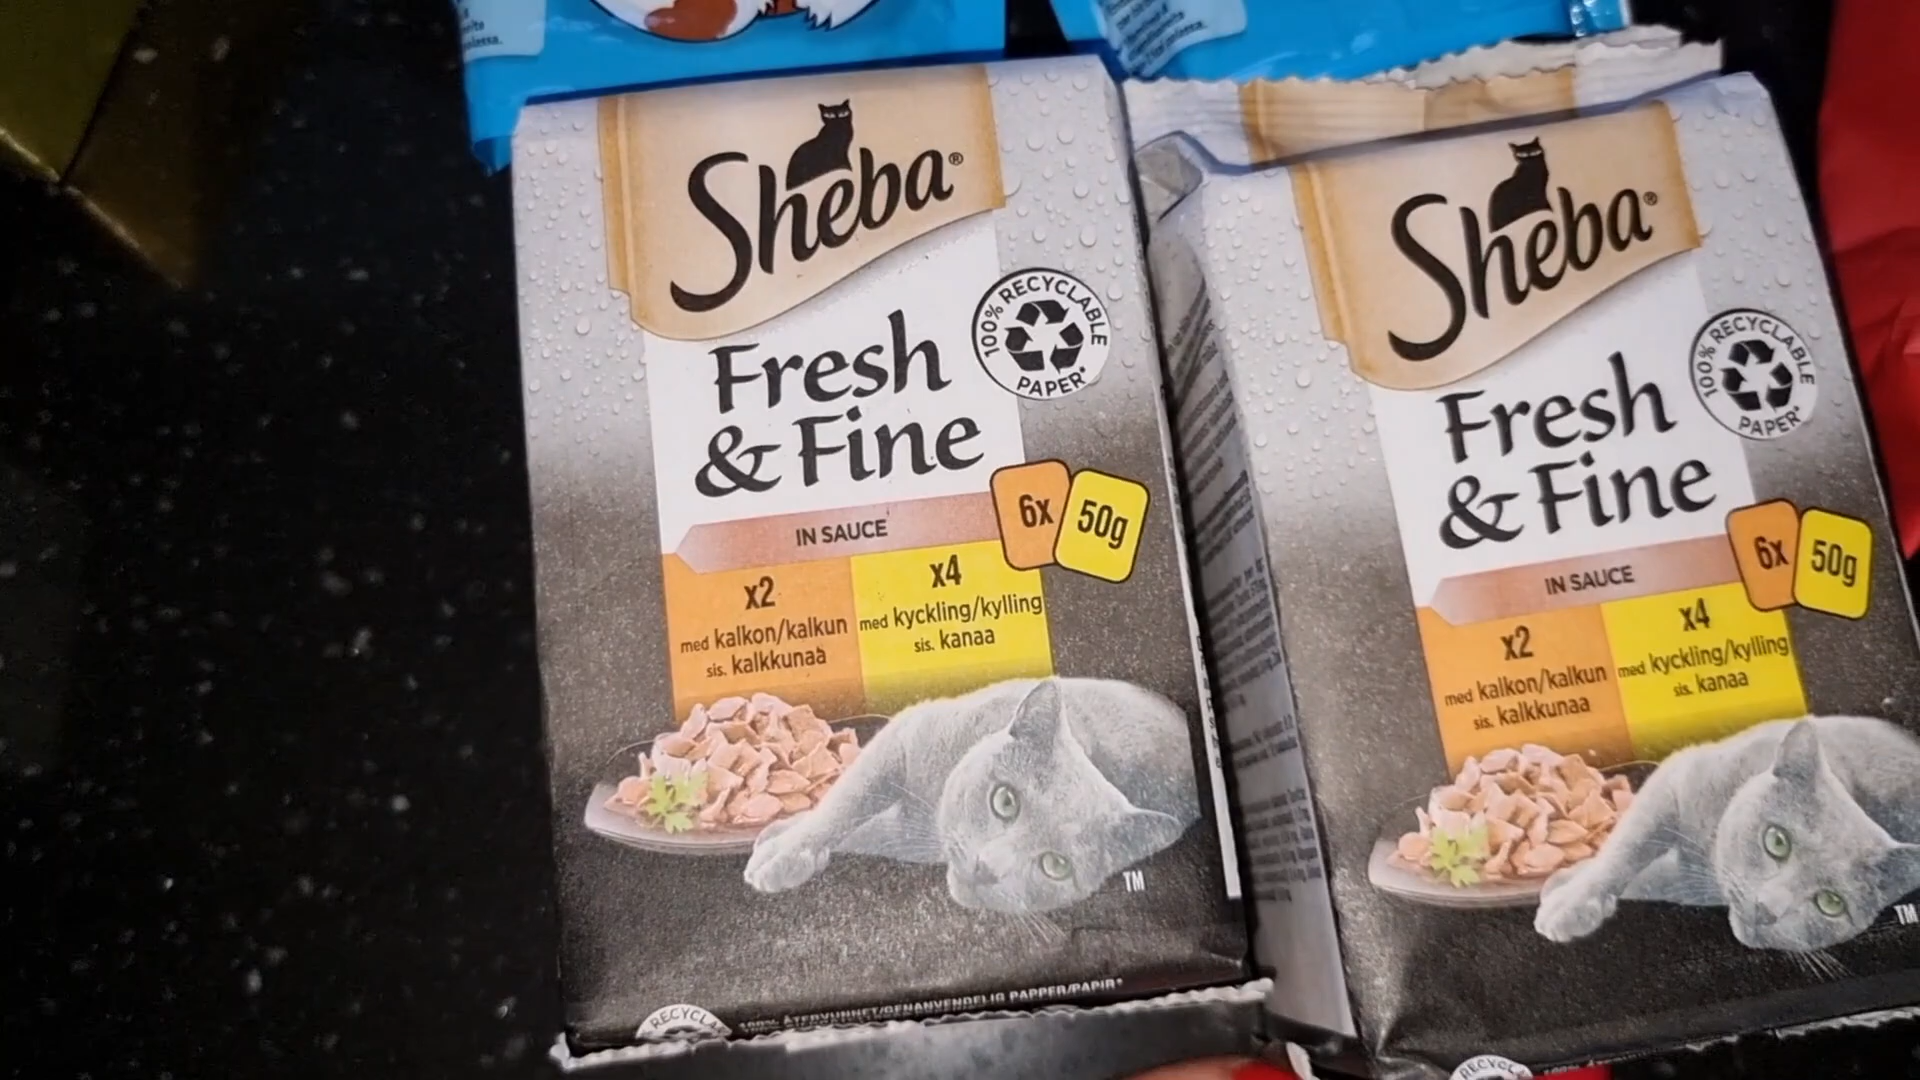 Sheba®
Fresh
& Fine
100% RECYCLABLE
PAPER*
IN SAUCE
6x
50g
x2
med kalkon/kalkun
sis. kalkkunaa
x4
med kyckling/kylling
sis. kanaa
TM
100% ÅTERVUNNET/GENANVENDELIG PAPPER/PAPIR*
Sheba®
Fresh
& Fine
100% RECYCLABLE
PAPER*
IN SAUCE
6x
50g
x2
med kalkon/kalkun
sis. kalkkunaa
x4
med kyckling/kylling
sis. kanaa
TM